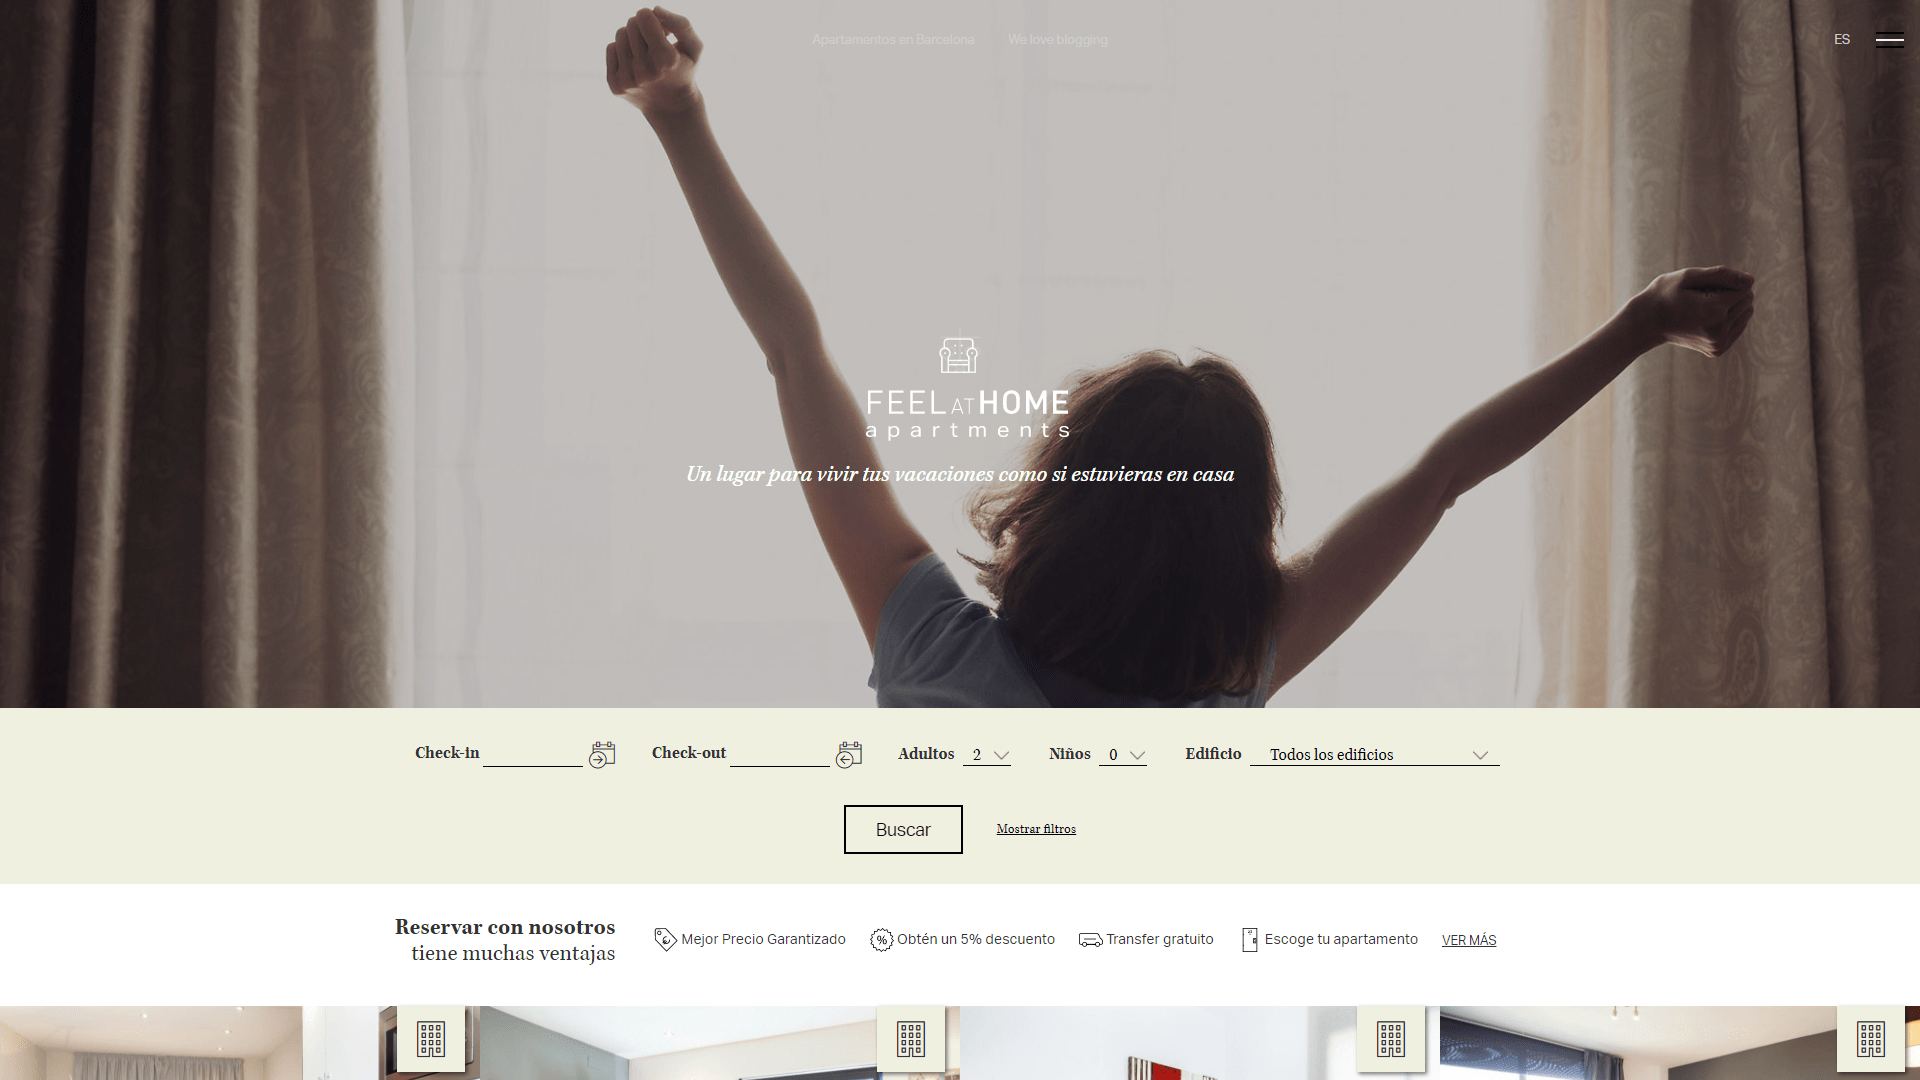 Apartamentos en Barcelona We love blogging ES
FEEL AT HOME
apartments
Un lugar para vivir tus vacaciones como si estuvieras en casa
Check-in Check-out Adultos 2 Niños 0 Edificio Todos los edificios
Buscar Mostrar filtros
Reservar con nosotros
tiene muchas ventajas
Mejor Precio Garantizado Obtén un 5% descuento Transfer gratuito Escoge tu apartamento VER MÁS